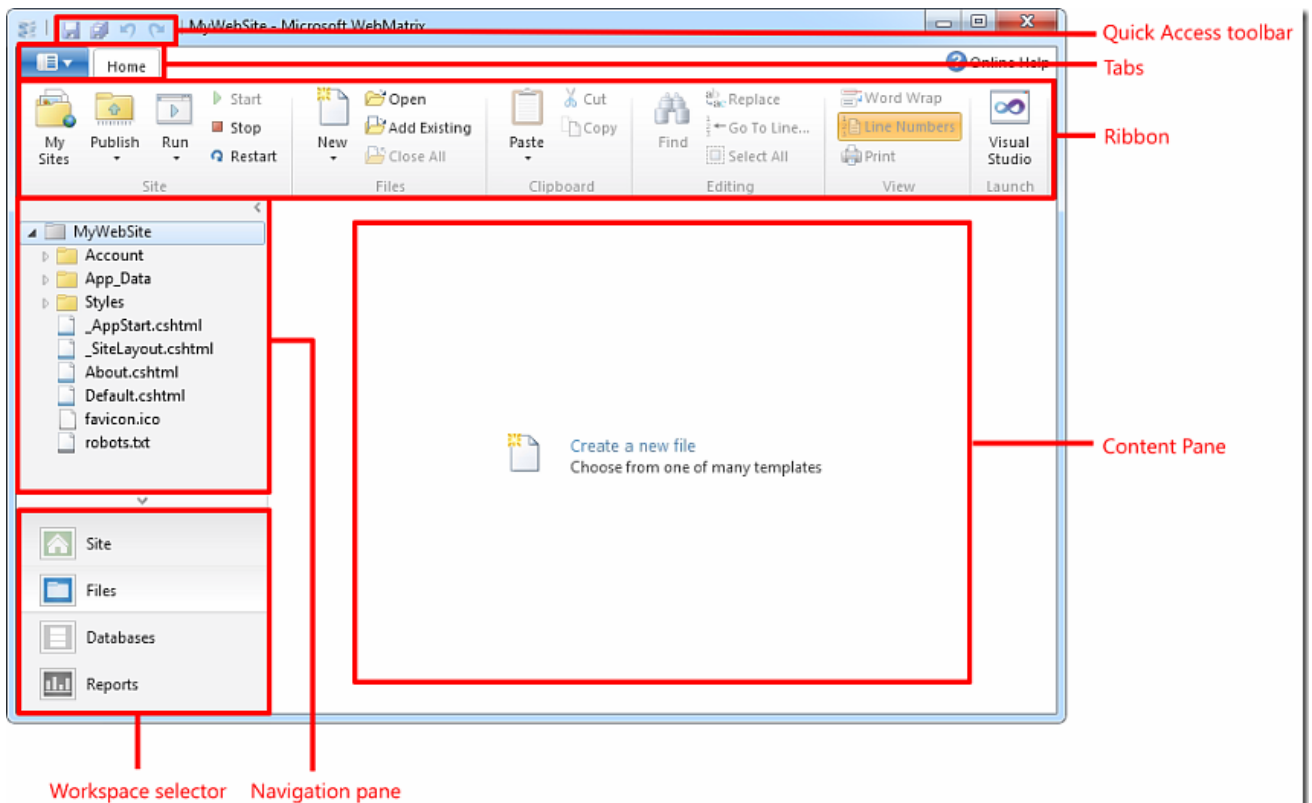 MyWebSite - Microsoft WebMatrix
Quick Access toolbar
Home
Online Help
Tabs
My Sites
Publish
Run
Start
Stop
Restart
Site
New
Open
Add Existing
Close All
Files
Paste
Cut
Copy
Clipboard
Find
Replace
Go To Line...
Select All
Editing
Word Wrap
Line Numbers
Print
View
Visual Studio
Launch
Ribbon
MyWebSite
Account
App_Data
Styles
_AppStart.cshtml
_SiteLayout.cshtml
About.cshtml
Default.cshtml
favicon.ico
robots.txt
Create a new file
Choose from one of many templates
Content Pane
Site
Files
Databases
Reports
Workspace selector
Navigation pane